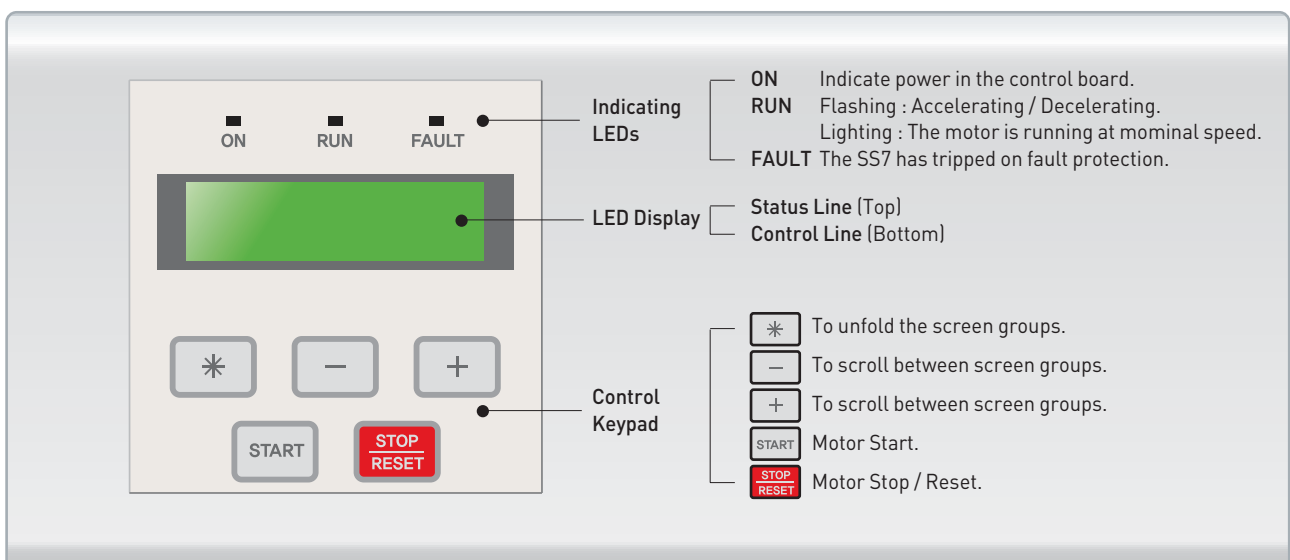 ON RUN FAULT
START STOP RESET
Indicating
LEDs
ON Indicate power in the control board.
RUN Flashing : Accelerating / Decelerating.
Lighting : The motor is running at mominal speed.
FAULT The SS7 has tripped on fault protection.
LED Display
Status Line (Top)
Control Line (Bottom)
Control
Keypad
* To unfold the screen groups.
− To scroll between screen groups.
+ To scroll between screen groups.
START Motor Start.
STOP RESET Motor Stop / Reset.